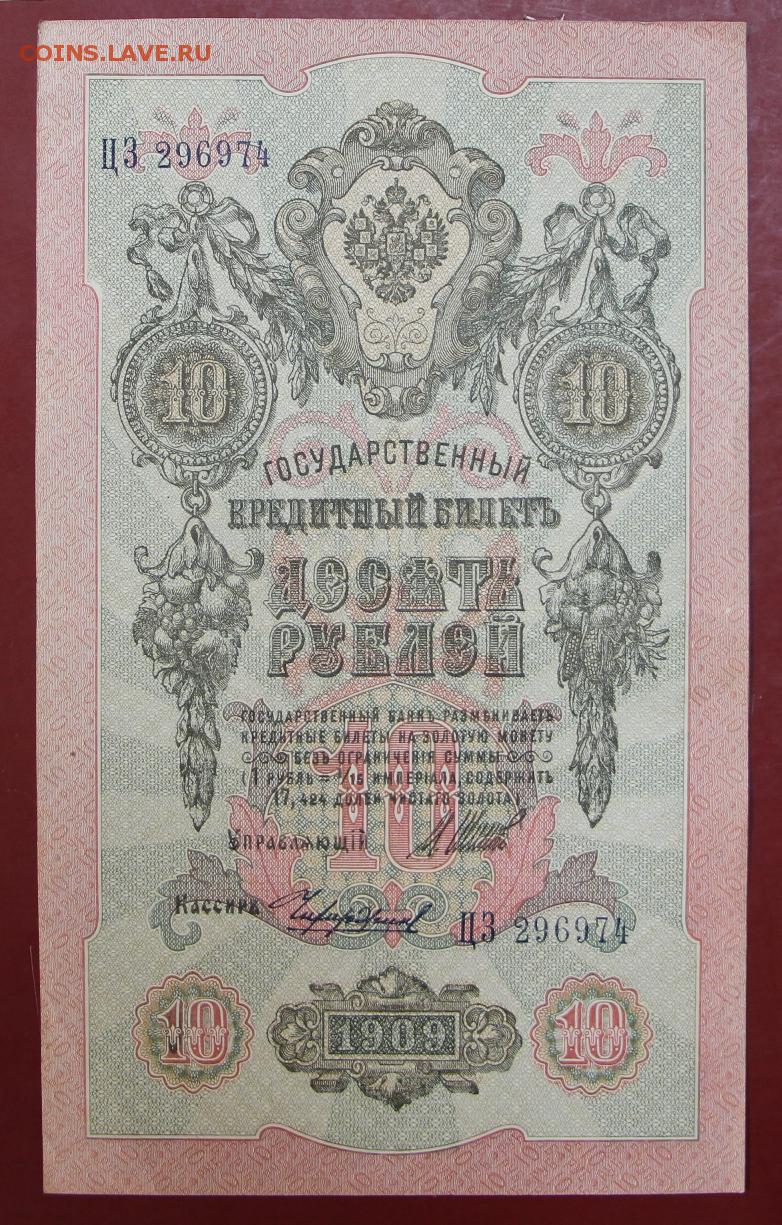 COINS.LAVE.RU
ЦЗ 296974
10 10
ГОСУДАРСТВЕННЫЙ
КРЕДИТНЫЙ БИЛЕТЪ
ДЕСЯТЬ
РУБЛЕЙ
ГОСУДАРСТВЕННЫЙ БАНКЪ РАЗМѢНИВАЕТЪ
КРЕДИТНЫЕ БИЛЕТЫ НА ЗОЛОТУЮ МОНЕТУ
БЕЗЪ ОГРАНИЧЕНІЯ СУММЫ
(1 РУБЛЬ = 1/15 ИМПЕРІАЛА, СОДЕРЖИТЪ
17,424 ДОЛЕЙ ЧИСТАГО ЗОЛОТА)
10
УПРАВЛЯЮЩІЙ
Кассиръ
ЦЗ 296974
10 1909 10